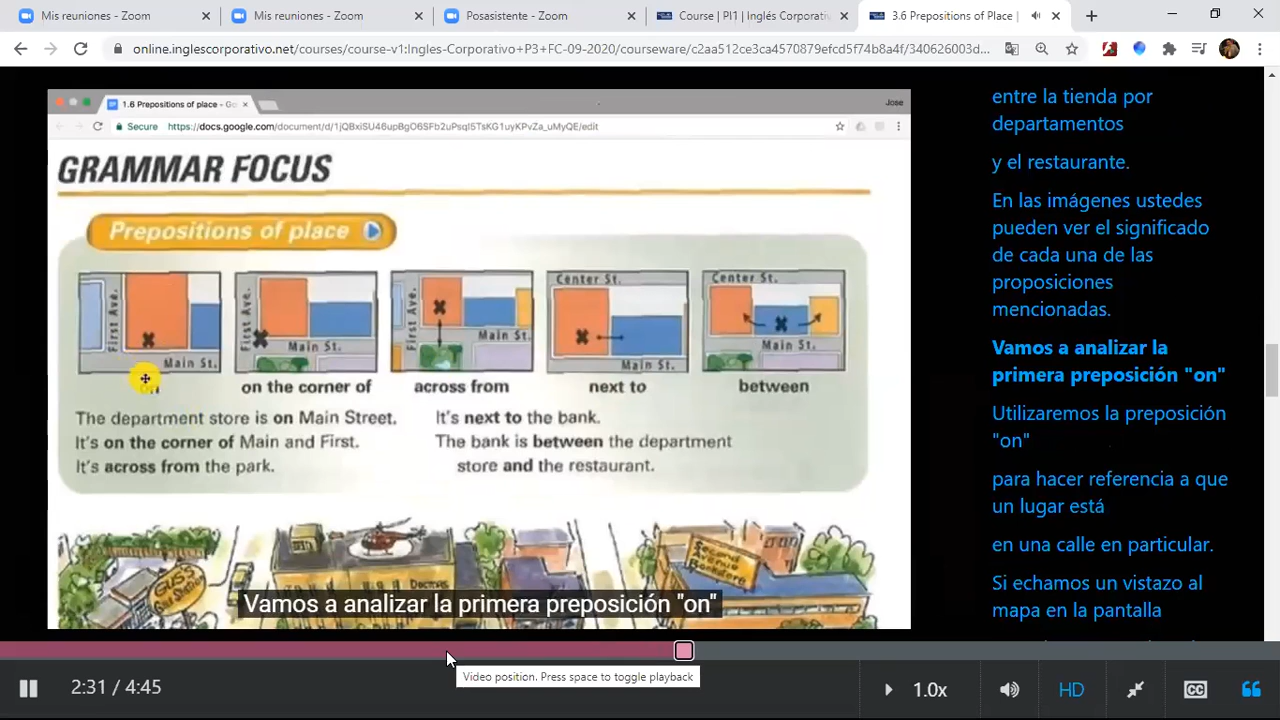 Mis reuniones - Zoom
Mis reuniones - Zoom
Posasistente - Zoom
Course | PI1 | Inglés Corporativ
3.6 Prepositions of Place |
online.inglescorporativo.net/courses/course-v1:Ingles-Corporativo+P3+FC-09-2020/courseware/c2aa512ce3ca4570879efcd5f74b8a4f/340626003d...
1.6 Prepositions of place - Go
Jose
Secure
https://docs.google.com/document/d/1jQBxiSU46upBgO6SFb2uPsqI5TsKG1uyKPvZa_uMyQE/edit
GRAMMAR FOCUS
Prepositions of place
First Ave.
Main St.
Main St.
First Ave.
Main St.
Center St.
Main St.
Center St.
Main St.
on the corner of
across from
next to
between
The department store is on Main Street.
It's on the corner of Main and First.
It's across from the park.
It's next to the bank.
The bank is between the department
store and the restaurant.
GUS'
Gas Station
Second
Avenue
Bookstore
Vamos a analizar la primera preposición "on"
entre la tienda por
departamentos
y el restaurante.
En las imágenes ustedes
pueden ver el significado
de cada una de las
proposiciones
mencionadas.
Vamos a analizar la
primera preposición "on"
Utilizaremos la preposición
"on"
para hacer referencia a que
un lugar está
en una calle en particular.
Si echamos un vistazo al
mapa en la pantalla
Video position. Press space to toggle playback
2:31 / 4:45
1.0x
HD
CC